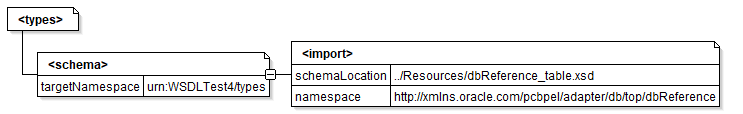 <types>
<schema>
targetNamespace urn:WSDLTest4/types
<import>
schemaLocation ../Resources/dbReference_table.xsd
namespace http://xmlns.oracle.com/pcbpel/adapter/db/top/dbReference